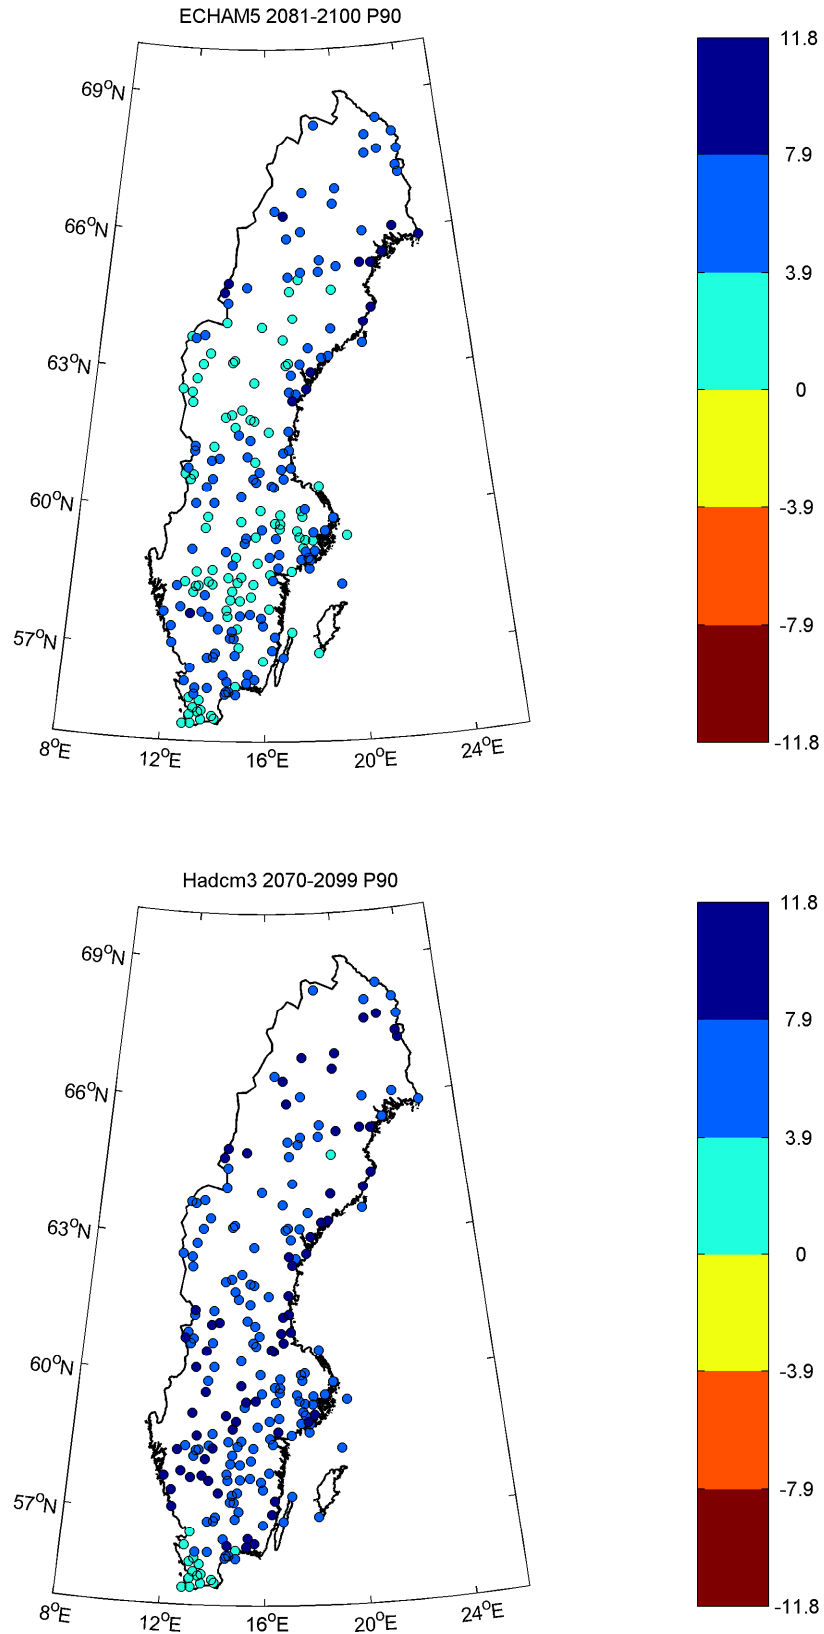 ECHAM5 2081-2100 P90
11.8
69°N
7.9
66°N
3.9
63°N
0
60°N
-3.9
57°N
-7.9
8°E
12°E
16°E
20°E
24°E
-11.8
Hadcm3 2070-2099 P90
11.8
69°N
7.9
66°N
3.9
63°N
0
60°N
-3.9
57°N
-7.9
8°E
12°E
16°E
20°E
24°E
-11.8